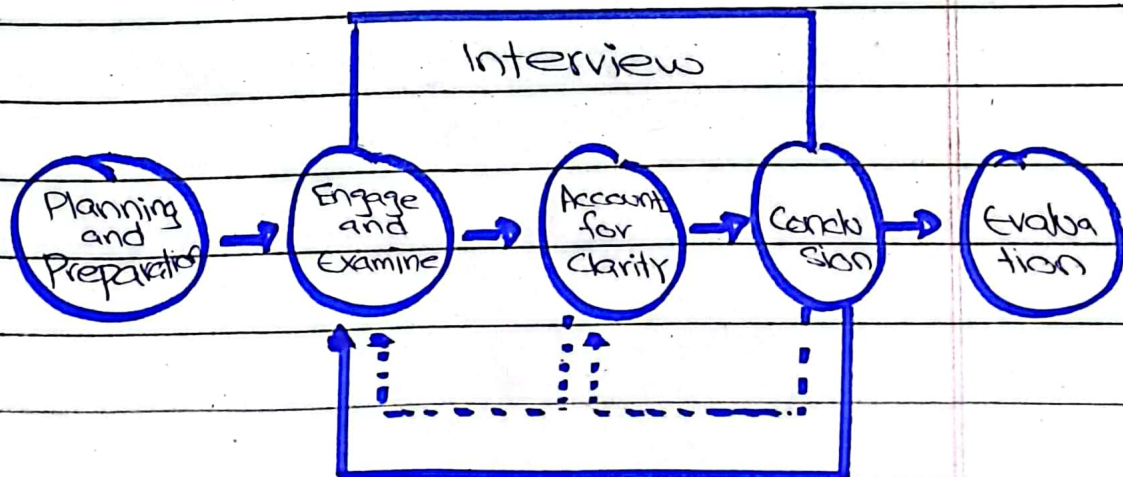 Interview
Planning
and
Preparation
Engage
and
Examine
Account
for
Clarity
Conclu
sion
Evalua
tion